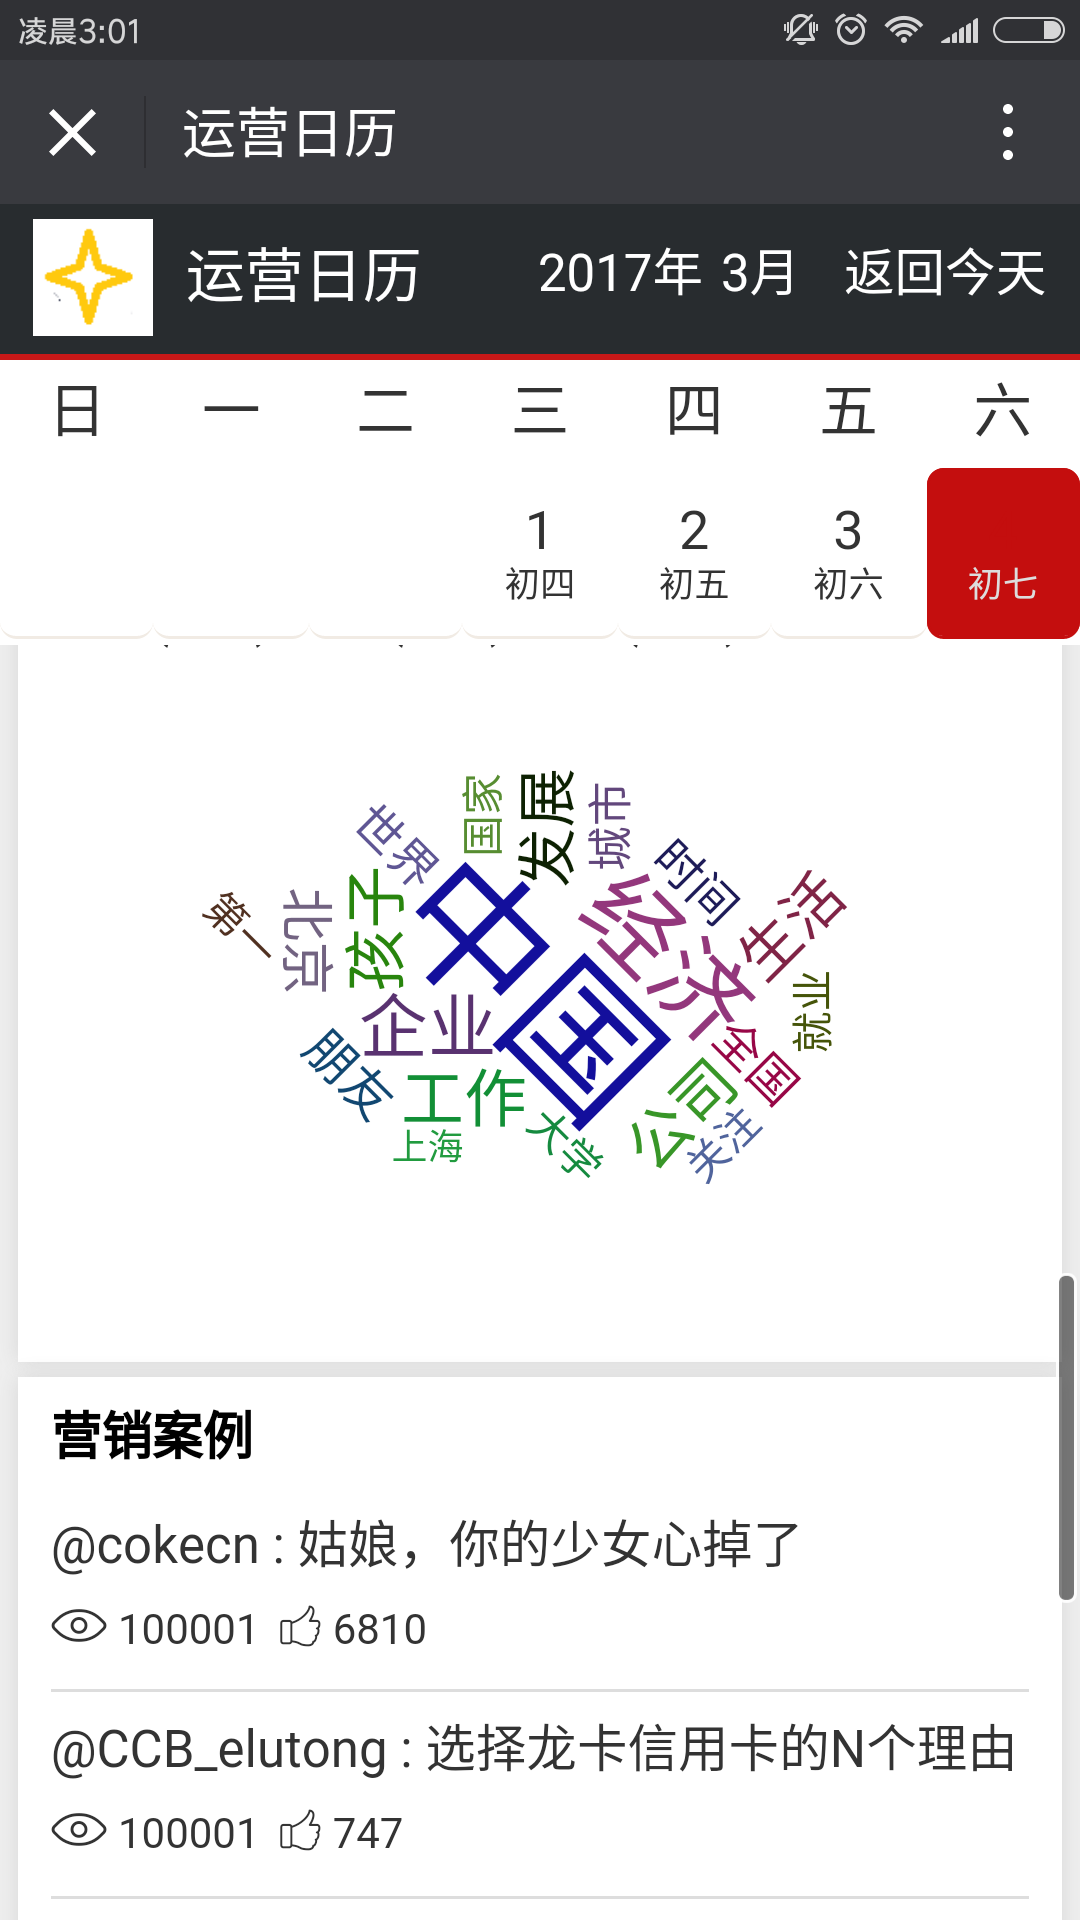 凌晨3:01
运营日历
运营日历 2017年 3月 返回今天
日 一 二 三 四 五 六
1 2 3
初四 初五 初六 初七
国家
发展
城市
世界
时间
生活
第一
北京
孩子
中国
经济
就业
企业
全国
朋友
工作
公司
上海
大学
关注
营销案例
@cokecn : 姑娘，你的少女心掉了
100001 6810
@CCB_elutong : 选择龙卡信用卡的N个理由
100001 747